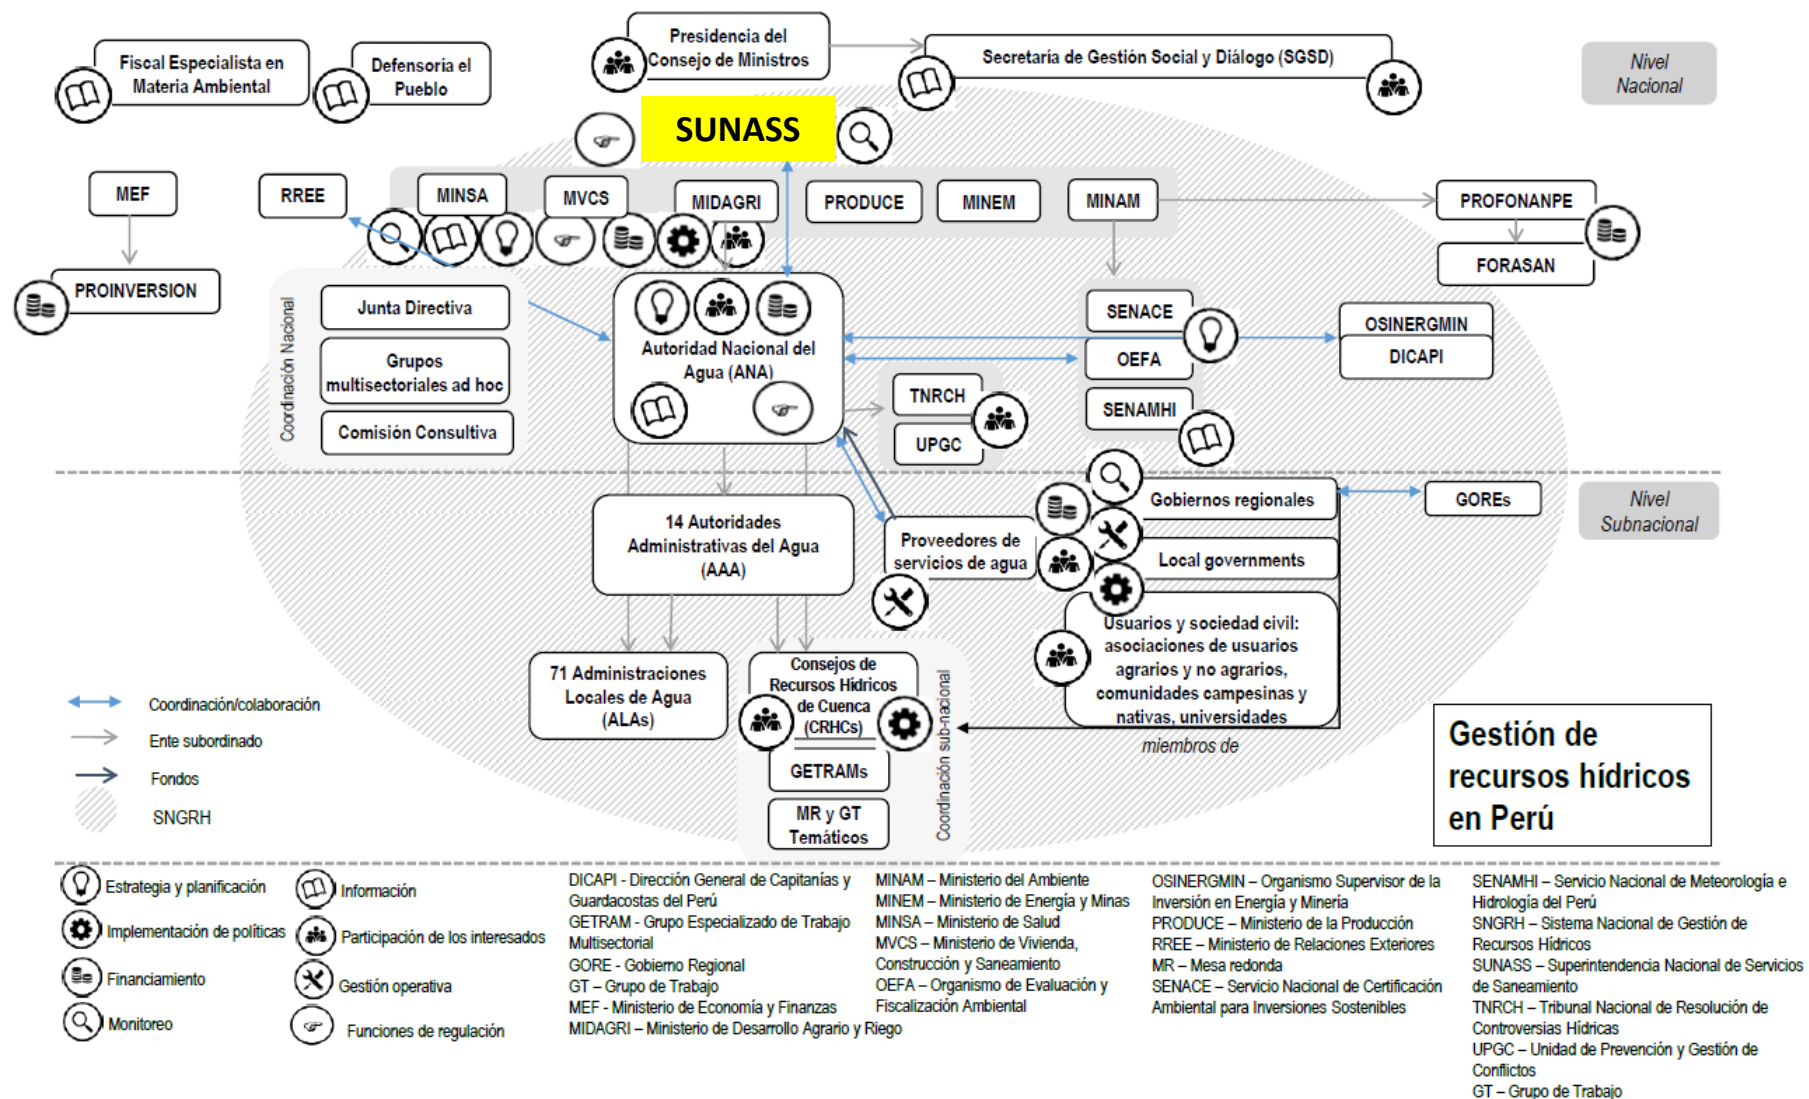 Presidencia del
Consejo de Ministros
Secretaría de Gestión Social y Diálogo (SGSD)
Nivel
Nacional
Fiscal Especialista en
Materia Ambiental
Defensoría el
Pueblo
SUNASS
MEF
RREE
MINSA
MVCS
MIDAGRI
PRODUCE
MINEM
MINAM
PROFONANPE
PROINVERSION
FORASAN
Coordinación Nacional
Junta Directiva
Grupos
multisectoriales ad hoc
Comisión Consultiva
Autoridad Nacional del
Agua (ANA)
SENACE
OEFA
SENAMHI
OSINERGMIN
DICAPI
TNRCH
UPGC
14 Autoridades
Administrativas del Agua
(AAA)
Proveedores de
servicios de agua
Gobiernos regionales
GOREs
Nivel
Subnacional
Local governments
Usuarios y sociedad civil:
asociaciones de usuarios
agrarios y no agrarios,
comunidades campesinas y
nativas, universidades
miembros de
71 Administraciones
Locales de Agua
(ALAs)
Consejos de
Recursos Hídricos
de Cuenca
(CRHCs)
GETRAMs
MR y GT
Temáticos
Coordinación sub-nacional
Coordinación/colaboración
Ente subordinado
Fondos
SNGRH
Gestión de
recursos hídricos
en Perú
Estrategia y planificación
Implementación de políticas
Financiamiento
Monitoreo
Información
Participación de los interesados
Gestión operativa
Funciones de regulación
DICAPI - Dirección General de Capitanías y
Guardacostas del Perú
GETRAM - Grupo Especializado de Trabajo
Multisectorial
GORE - Gobierno Regional
GT – Grupo de Trabajo
MEF - Ministerio de Economía y Finanzas
MIDAGRI – Ministerio de Desarrollo Agrario y Riego
MINAM – Ministerio del Ambiente
MINEM – Ministerio de Energía y Minas
MINSA – Ministerio de Salud
MVCS – Ministerio de Vivienda,
Construcción y Saneamiento
OEFA – Organismo de Evaluación y
Fiscalización Ambiental
OSINERGMIN – Organismo Supervisor de la
Inversión en Energía y Minería
PRODUCE – Ministerio de la Producción
RREE – Ministerio de Relaciones Exteriores
MR – Mesa redonda
SENACE – Servicio Nacional de Certificación
Ambiental para Inversiones Sostenibles
SENAMHI – Servicio Nacional de Meteorología e
Hidrología del Perú
SNGRH – Sistema Nacional de Gestión de
Recursos Hídricos
SUNASS – Superintendencia Nacional de Servicios
de Saneamiento
TNRCH – Tribunal Nacional de Resolución de
Controversias Hídricas
UPGC – Unidad de Prevención y Gestión de
Conflictos
GT – Grupo de Trabajo